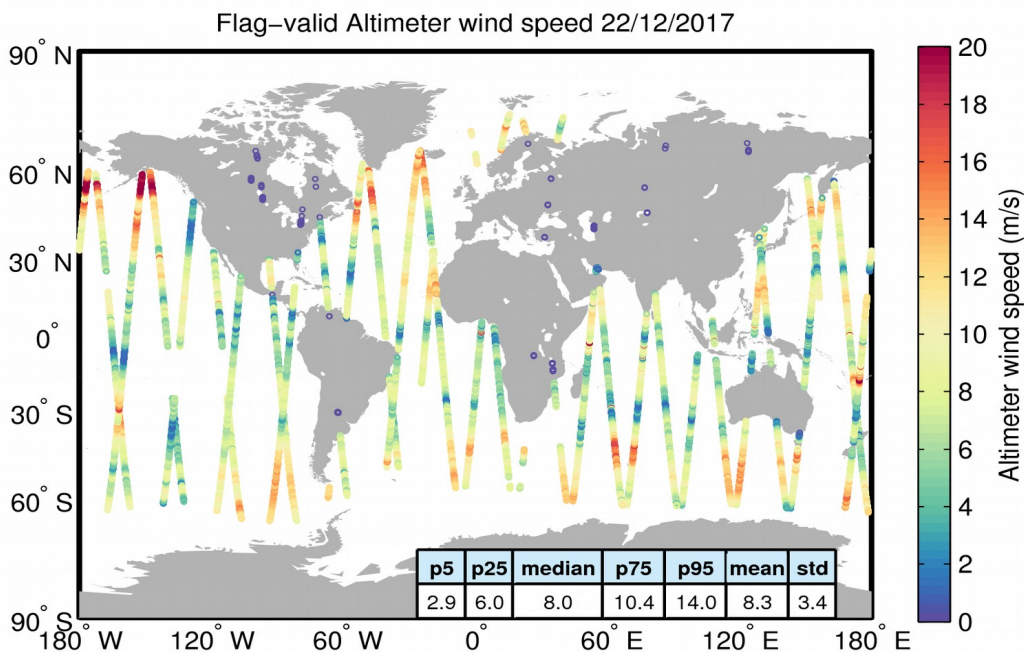 Flag−valid Altimeter wind speed 22/12/2017
90° N
60° N
30° N
0°
30° S
60° S
90° S
180° W
120° W
60° W
0°
60° E
120° E
180° E
p5 p25 median p75 p95 mean std
2.9 6.0 8.0 10.4 14.0 8.3 3.4
20
18
16
14
12
10
8
6
4
2
0
Altimeter wind speed (m/s)